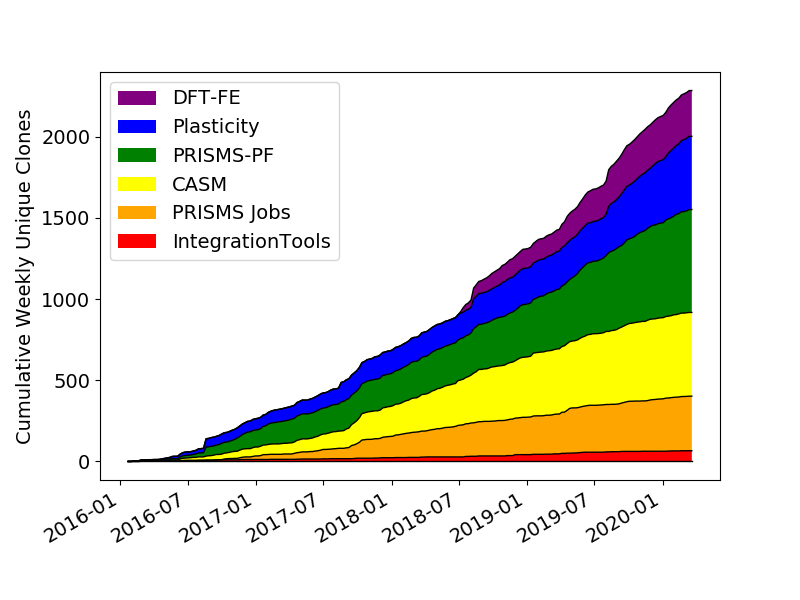 DFT-FE
Plasticity
PRISMS-PF
CASM
PRISMS Jobs
IntegrationTools
Cumulative Weekly Unique Clones
2000
1500
1000
500
0
2016-01
2016-07
2017-01
2017-07
2018-01
2018-07
2019-01
2019-07
2020-01